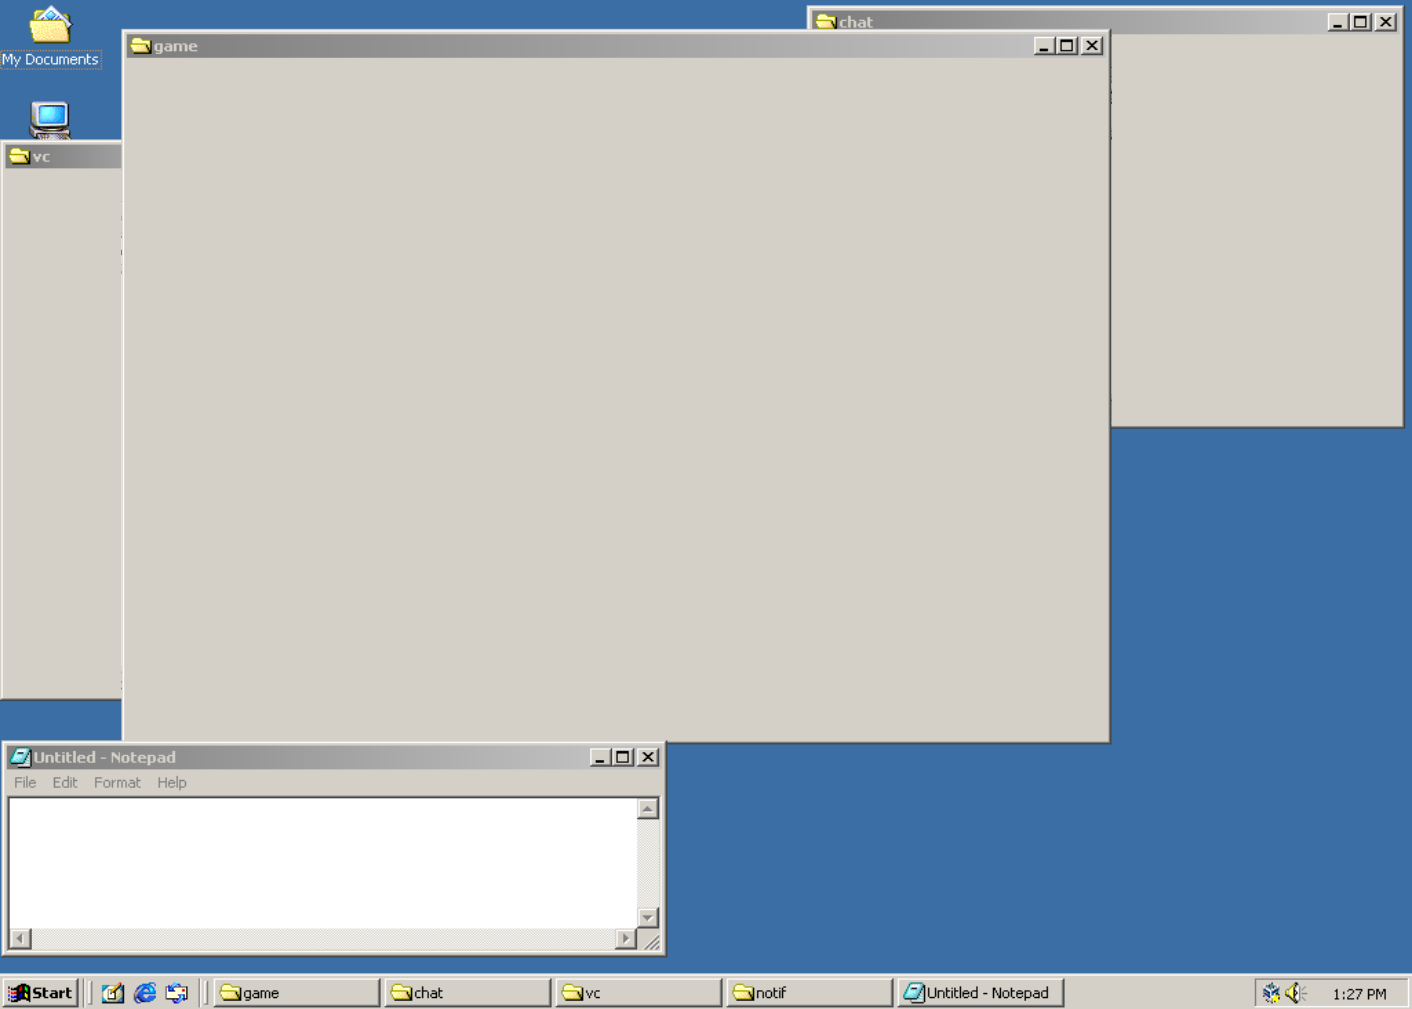 chat
game
My Documents
vc
Untitled - Notepad
File Edit Format Help
Start game chat vc notif Untitled - Notepad 1:27 PM